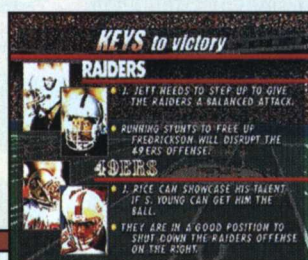 KEYS to victory
RAIDERS
J. JETT NEEDS TO STEP UP TO GIVE
THE RAIDERS A BALANCED ATTACK.
RUNNING STUNTS TO FREE UP
FREDRICKSON WILL DISRUPT THE
49ERS OFFENSE.
49ERS
J. RICE CAN SHOWCASE HIS TALENT
IF S. YOUNG CAN GET HIM THE
BALL.
THEY ARE IN A GOOD POSITION TO
SHUT DOWN THE RAIDERS OFFENSE
ON THE RIGHT.